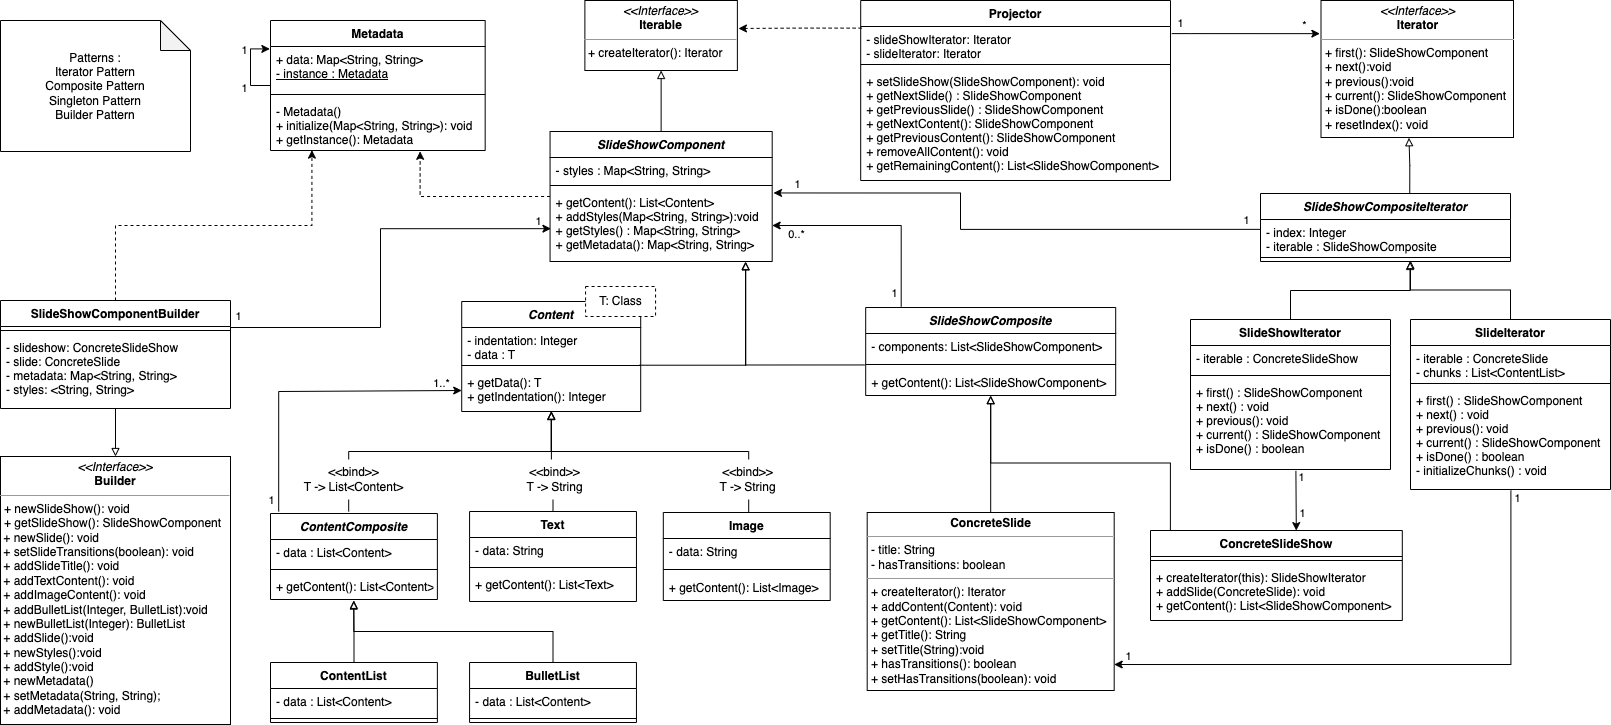 Patterns :
Iterator Pattern
Composite Pattern
Singleton Pattern
Builder Pattern
Metadata
+ data: Map<String, String>
- instance : Metadata
- Metadata()
+ initialize(Map<String, String>): void
+ getInstance(): Metadata
1
1
<<Interface>>
Iterable
+ createIterator(): Iterator
Projector
- slideShowIterator: Iterator
- slideIterator: Iterator
+ setSlideShow(SlideShowComponent): void
+ getNextSlide() : SlideShowComponent
+ getPreviousSlide() : SlideShowComponent
+ getNextContent(): SlideShowComponent
+ getPreviousContent(): SlideShowComponent
+ removeAllContent(): void
+ getRemainingContent(): List<SlideShowComponent>
1
*
<<Interface>>
Iterator
+ first(): SlideShowComponent
+ next():void
+ previous():void
+ current(): SlideShowComponent
+ isDone():boolean
+ resetIndex(): void
SlideShowComponent
- styles : Map<String, String>
+ getContent(): List<Content>
+ addStyles(Map<String, String>):void
+ getStyles() : Map<String, String>
+ getMetadata(): Map<String, String>
1
1
0..*
1
SlideShowCompositeIterator
- index: Integer
- iterable : SlideShowComposite
1
SlideShowComponentBuilder
- slideshow: ConcreteSlideShow
- slide: ConcreteSlide
- metadata: Map<String, String>
- styles: <String, String>
1
T: Class
Content
- indentation: Integer
- data : T
+ getData(): T
+ getIndentation(): Integer
1..*
SlideShowComposite
- components: List<SlideShowComponent>
+ getContent(): List<SlideShowComponent>
SlideShowIterator
- iterable : ConcreteSlideShow
+ first() : SlideShowComponent
+ next() : void
+ previous(): void
+ current() : SlideShowComponent
+ isDone() : boolean
1
1
SlideIterator
- iterable : ConcreteSlide
- chunks : List<ContentList>
+ first() : SlideShowComponent
+ next() : void
+ previous() : void
+ current() : SlideShowComponent
+ isDone() : boolean
- initializeChunks() : void
1
<<Interface>>
Builder
+ newSlideShow(): void
+ getSlideShow(): SlideShowComponent
+ newSlide(): void
+ setSlideTransitions(boolean): void
+ addSlideTitle(): void
+ addTextContent(): void
+ addImageContent(): void
+ addBulletList(Integer, BulletList):void
+ newBulletList(Integer): BulletList
+ addSlide():void
+ newStyles():void
+ addStyle():void
+ newMetadata()
+ setMetadata(String, String);
+ addMetadata(): void
<<bind>>
T -> List<Content>
<<bind>>
T -> String
<<bind>>
T -> String
1
ContentComposite
- data : List<Content>
+ getContent(): List<Content>
Text
- data: String
+ getContent(): List<Text>
Image
- data: String
+ getContent(): List<Image>
ConcreteSlide
- title: String
- hasTransitions: boolean
+ createIterator(): Iterator
+ addContent(Content): void
+ getContent(): List<SlideShowComponent>
+ getTitle(): String
+ setTitle(String):void
+ hasTransitions(): boolean
+ setHasTransitions(boolean): void
1
ConcreteSlideShow
+ createIterator(this): SlideShowIterator
+ addSlide(ConcreteSlide): void
+ getContent(): List<SlideShowComponent>
ContentList
- data : List<Content>
BulletList
- data : List<Content>